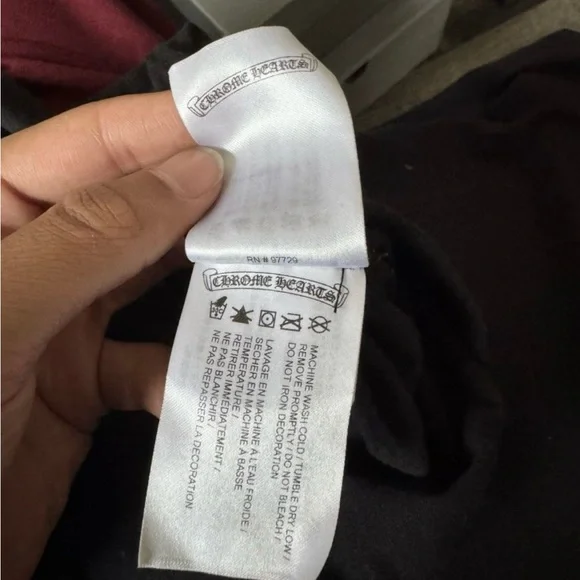 CHROME HEARTS
RN # 97729
CHROME HEARTS
MACHINE WASH COLD / TUMBLE DRY LOW /
REMOVE PROMPTLY / DO NOT BLEACH /
DO NOT IRON DECORATION
LAVAGE EN MACHINE À L'EAU FROIDE /
SECHER EN MACHINE À BASSE
TEMPERATURE /
RETIRER IMMEDIATEMENT /
NE PAS BLANCHIR /
NE PAS REPASSER LA DECORATION